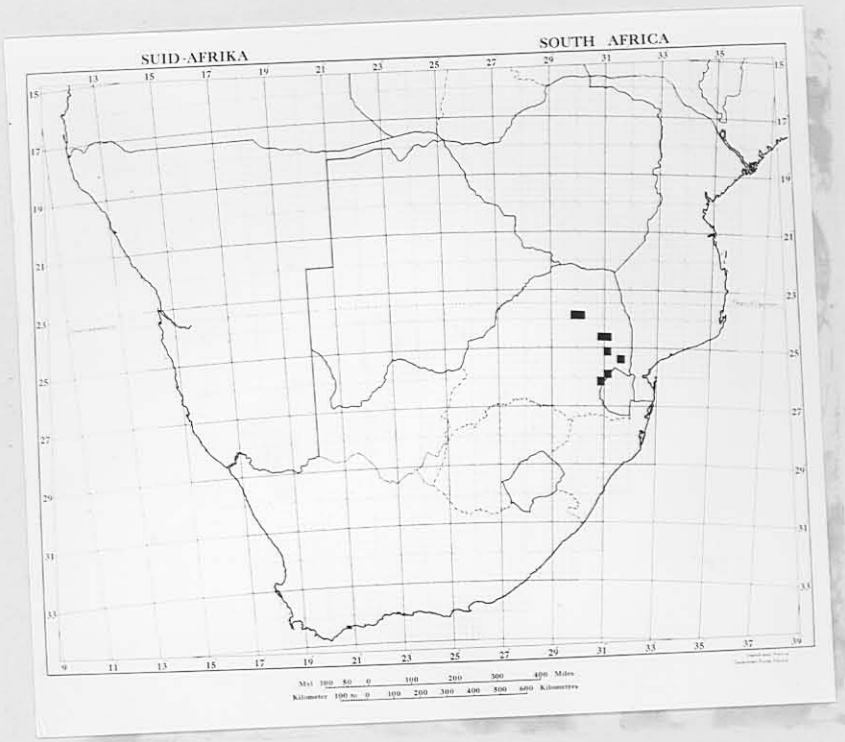 SUID-AFRIKA SOUTH AFRICA
13 15 17 19 21 23 25 27 29 31 33 35
15 15
17 17
19 19
21 21
23 23
25 25
27 27
29 29
31 31
33 33
9 11 13 15 17 19 21 23 25 27 29 31 33 35 37 39
Myl 100 50 0 100 200 300 400 Miles
Kilometer 100 50 0 100 200 300 400 500 600 Kilometres